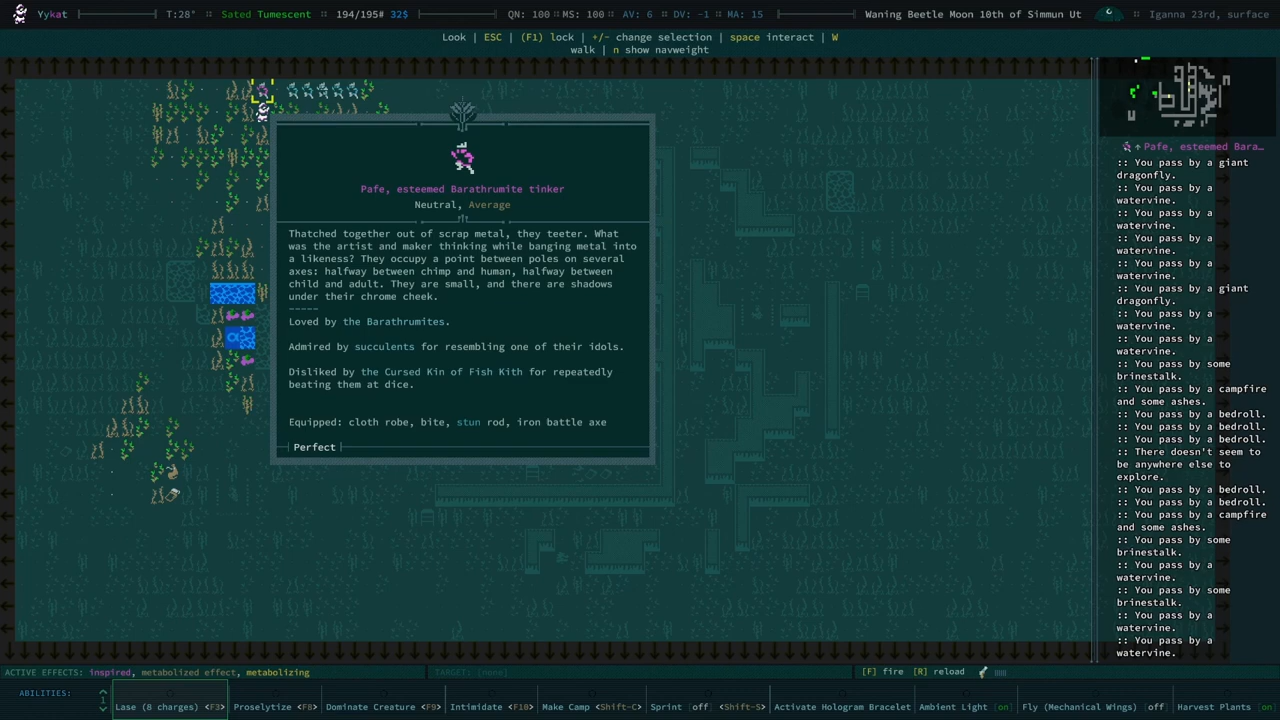 Yykat T:28° Sated Tumescent 194/195# 32$ QN: 100 MS: 100 AV: 6 DV: -1 MA: 15 Waning Beetle Moon 10th of Simmun Ut Iganna 23rd, surface
Look | ESC | (F1) lock | +/- change selection | space interact | W
walk | n show navweight
Pafe, esteemed Barathrumite tinker
Neutral, Average
Thatched together out of scrap metal, they teeter. What
was the artist and maker thinking while banging metal into
a likeness? They occupy a point between poles on several
axes: halfway between chimp and human, halfway between
child and adult. They are small, and there are shadows
under their chrome cheek.
-----
Loved by the Barathrumites.
Admired by succulents for resembling one of their idols.
Disliked by the Cursed Kin of Fish Kith for repeatedly
beating them at dice.
Equipped: cloth robe, bite, stun rod, iron battle axe
Perfect
Pafe, esteemed Bara…
:: You pass by a giant
dragonfly.
:: You pass by a
watervine.
:: You pass by a
watervine.
:: You pass by a
watervine.
:: You pass by a
watervine.
:: You pass by a giant
dragonfly.
:: You pass by a
watervine.
:: You pass by a
watervine.
:: You pass by some
brinestalk.
:: You pass by a campfire
and some ashes.
:: You pass by a bedroll.
:: You pass by a bedroll.
:: You pass by a bedroll.
:: There doesn't seem to
be anywhere else to
explore.
:: You pass by a bedroll.
:: You pass by a bedroll.
:: You pass by a campfire
and some ashes.
:: You pass by some
brinestalk.
:: You pass by a
watervine.
:: You pass by some
brinestalk.
:: You pass by a
watervine.
:: You pass by a
watervine.
ACTIVE EFFECTS: inspired, metabolized effect, metabolizing TARGET: [none] [F] fire [R] reload
ABILITIES: 1 Lase (8 charges) <F3> Proselytize <F8> Dominate Creature <F9> Intimidate <F10> Make Camp <Shift-C> Sprint [off] <Shift-S> Activate Hologram Bracelet Ambient Light [on] Fly (Mechanical Wings) [off] Harvest Plants [on